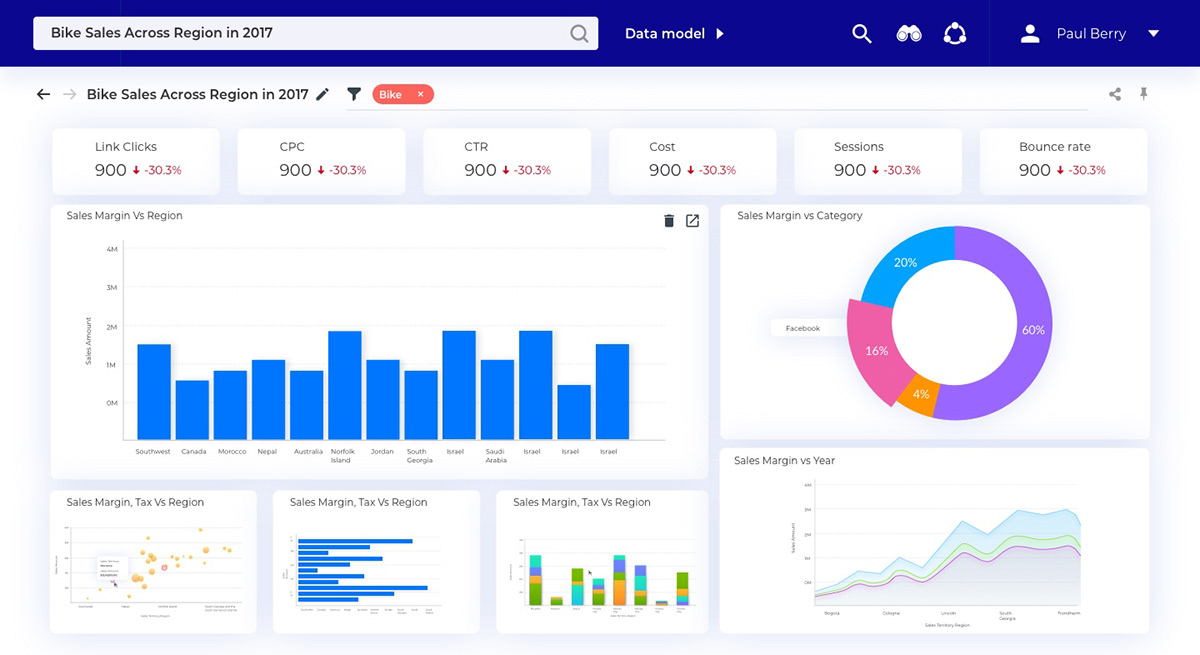 Bike Sales Across Region in 2017
Data model
Paul Berry
Bike Sales Across Region in 2017
Bike ×
Link Clicks
900 -30.3%
CPC
900 -30.3%
CTR
900 -30.3%
Cost
900 -30.3%
Sessions
900 -30.3%
Bounce rate
900 -30.3%
Sales Margin Vs Region
4M
3M
2M
1M
0M
Sales Amount
Southwest
Canada
Morocco
Nepal
Australia
Norfolk
Island
Jordan
South
Georgia
Israel
Saudi
Arabia
Israel
Israel
Israel
Sales Margin vs Category
20%
60%
16%
4%
Facebook
Sales Margin, Tax Vs Region
Sales Margin, Tax Vs Region
Sales Margin, Tax Vs Region
Sales Margin vs Year
4M
3M
2M
1M
0M
Sales Amount
Bogota
Cologne
Lincoln
South
Georgia
Trondheim
Sales Territory Region